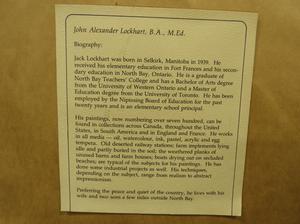 John Alexander Lockhart, B.A., M.Ed.
Biography:
Jack Lockhart was born in Selkirk, Manitoba in 1939. He
received his elementary education in Fort Frances and his secon-
dary education in North Bay, Ontario. He is a graduate of
North Bay Teachers' College and has a Bachelor of Arts degree
from the University of Western Ontario and a Master of
Education degree from the University of Toronto. He has been
employed by the Nipissing Board of Education for the past
twenty years and is an elementary school principal.
His paintings, now numbering over seven hundred, can be
found in collections across Canada, throughout the United
States, in South America and in England and France. He works
in all media — oil, watercolour, ink, pastel, acrylic and egg
tempera. Old deserted railway stations; farm implements lying
idle and partly buried in the soil; the weathered planks of
unused barns and farm houses; boats drying out on secluded
beaches; are typical of the subjects for his paintings. He has
done some industrial projects as well. His techniques,
depending on the subject, range from realism to abstract
impressionism.
Preferring the peace and quiet of the country, he lives with his
wife and two sons a few miles outside North Bay.